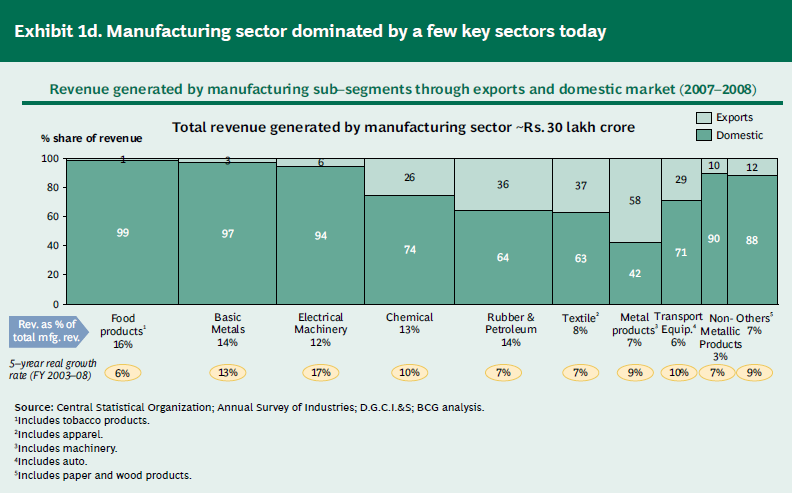 Exhibit 1d. Manufacturing sector dominated by a few key sectors today
Revenue generated by manufacturing sub–segments through exports and domestic market (2007–2008)
Total revenue generated by manufacturing sector ~Rs. 30 lakh crore
Exports
Domestic
% share of revenue
100
80
60
40
20
0
1
3
6
26
36
37
58
29
10
12
99
97
94
74
64
63
42
71
90
88
Rev. as % of
total mfg. rev.
Food
products¹
16%
Basic
Metals
14%
Electrical
Machinery
12%
Chemical
13%
Rubber &
Petroleum
14%
Textile²
8%
Metal
products³
7%
Transport
Equip.⁴
6%
Non-
Metallic
Products
3%
Others⁵
7%
5–year real growth
rate (FY 2003–08)
6%
13%
17%
10%
7%
7%
9%
10%
7%
9%
Source: Central Statistical Organization; Annual Survey of Industries; D.G.C.I.&S; BCG analysis.
¹Includes tobacco products.
²Includes apparel.
³Includes machinery.
⁴Includes auto.
⁵Includes paper and wood products.